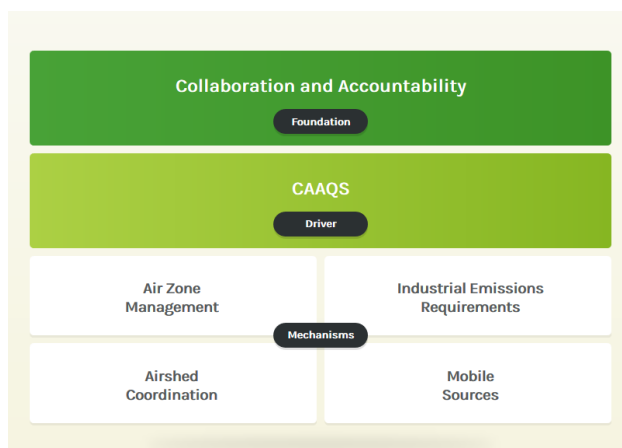 Collaboration and Accountability
Foundation
CAAQS
Driver
Air Zone
Management
Industrial Emissions
Requirements
Mechanisms
Airshed
Coordination
Mobile
Sources